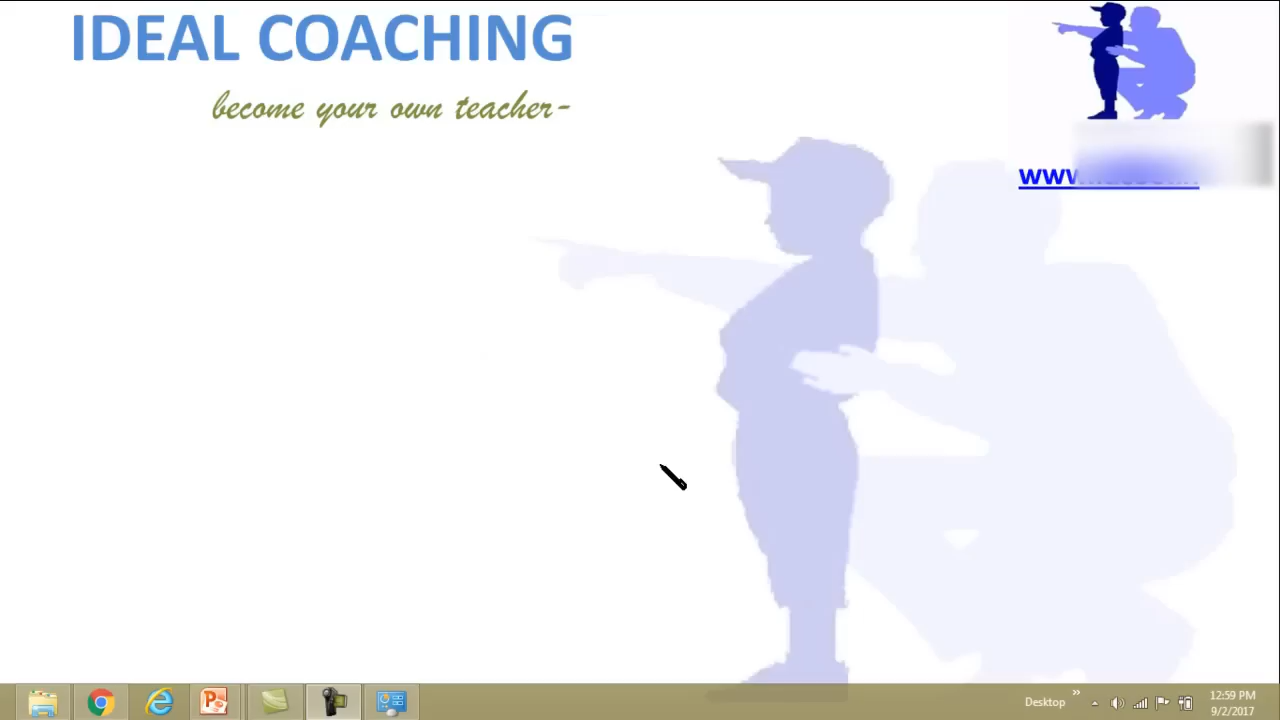 IDEAL COACHING
become your own teacher-
Desktop
12:59 PM
9/2/2017